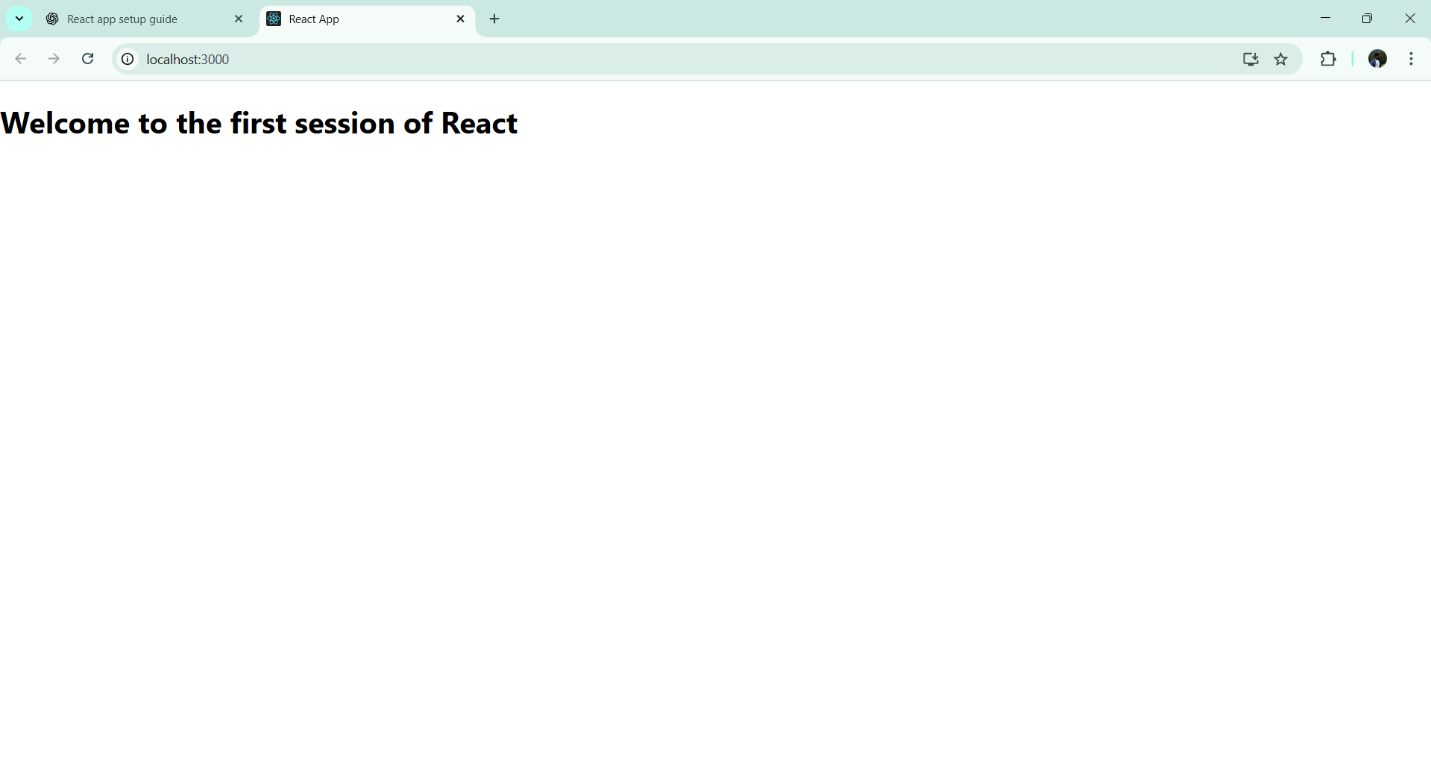 React app setup guide
React App
localhost:3000
Welcome to the first session of React